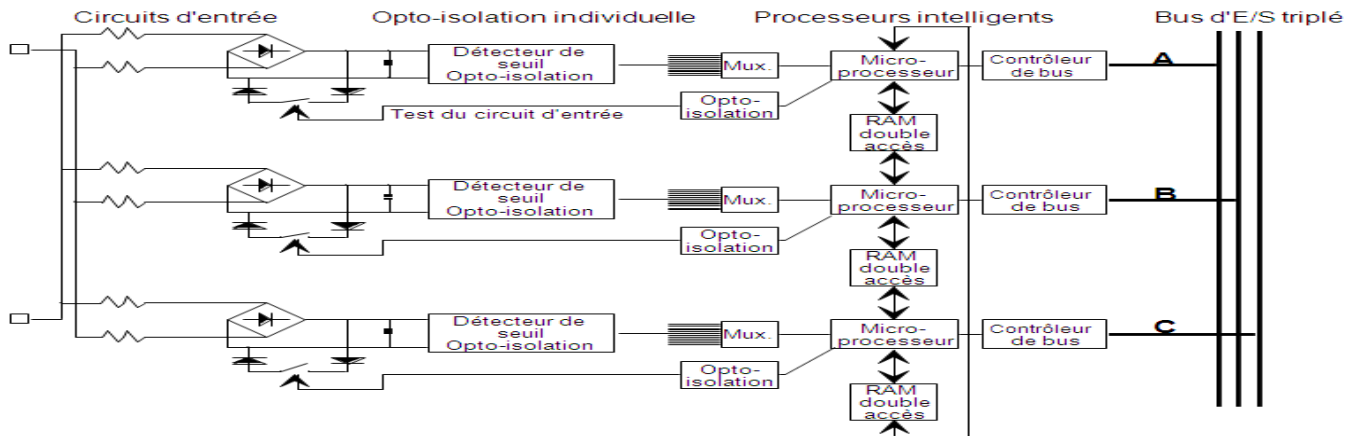 Circuits d'entrée
Opto-isolation individuelle
Processeurs intelligents
Bus d'E/S triplé
Détecteur de
seuil
Opto-isolation
Mux.
Micro-
processeur
Contrôleur
de bus
A
Test du circuit d'entrée
Opto-
isolation
RAM
double
accès
Détecteur de
seuil
Opto-isolation
Mux.
Micro-
processeur
Contrôleur
de bus
B
Opto-
isolation
RAM
double
accès
Détecteur de
seuil
Opto-isolation
Mux.
Micro-
processeur
Contrôleur
de bus
C
Opto-
isolation
RAM
double
accès